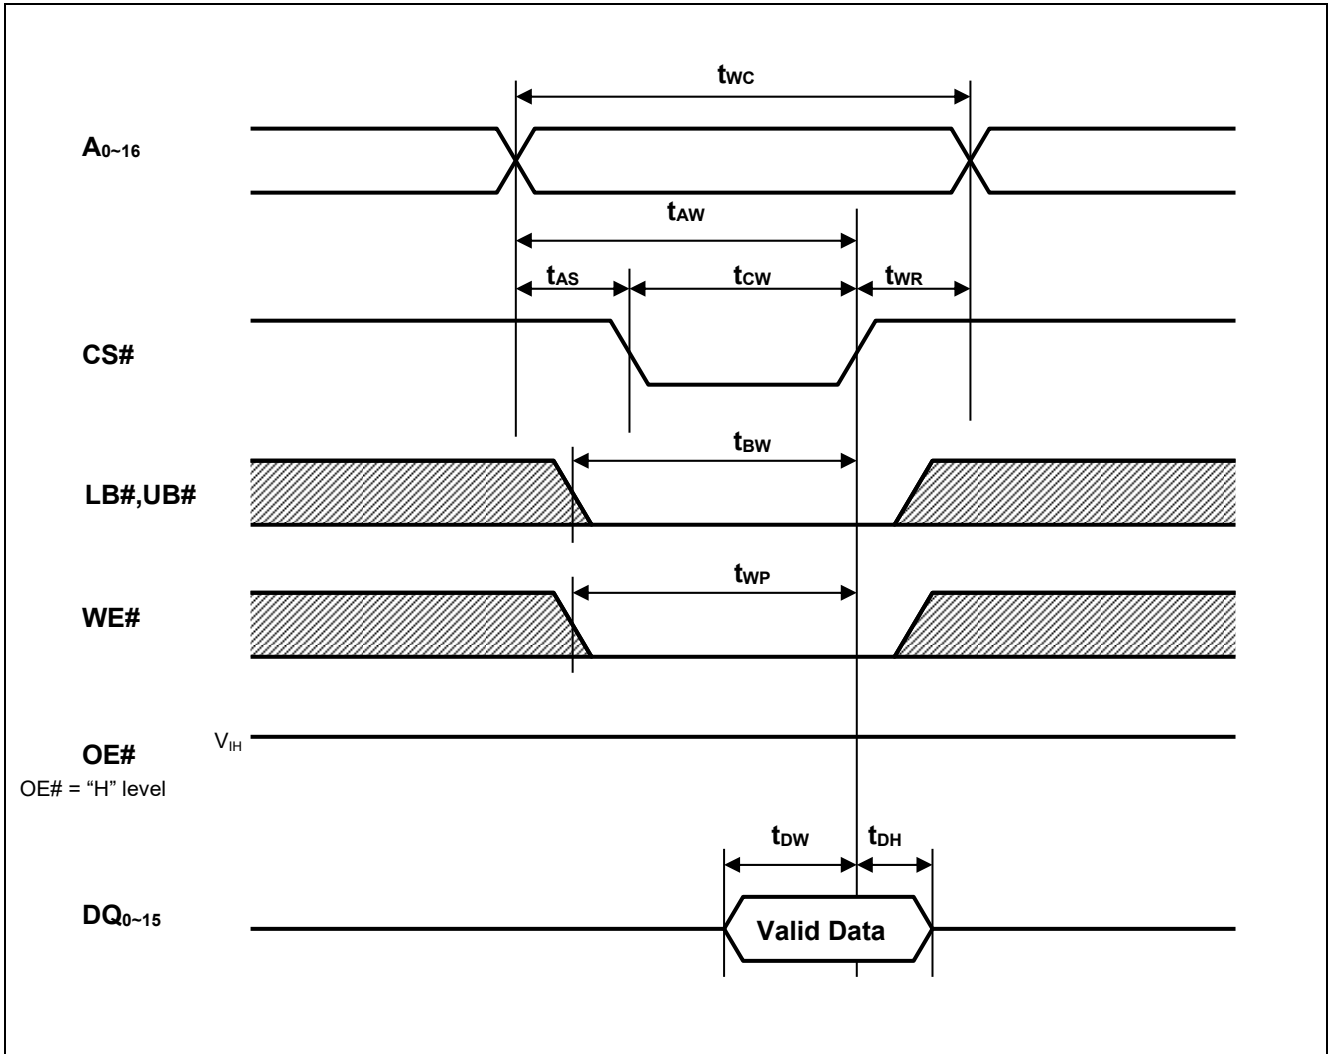 tWC
A0~16
tAW
tAS
tCW
tWR
CS#
tBW
LB#,UB#
tWP
WE#
VIH
OE#
OE# = “H” level
tDW
tDH
DQ0~15
Valid Data